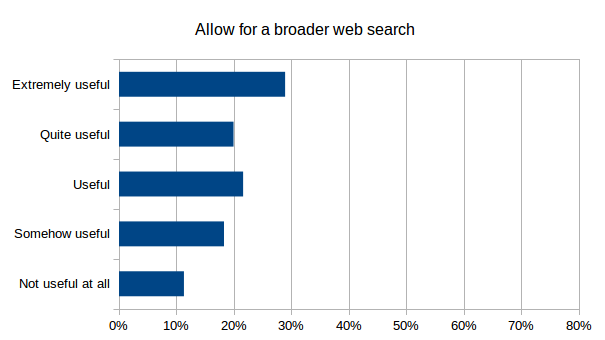 Allow for a broader web search
Extremely useful
Quite useful
Useful
Somehow useful
Not useful at all
0% 10% 20% 30% 40% 50% 60% 70% 80%